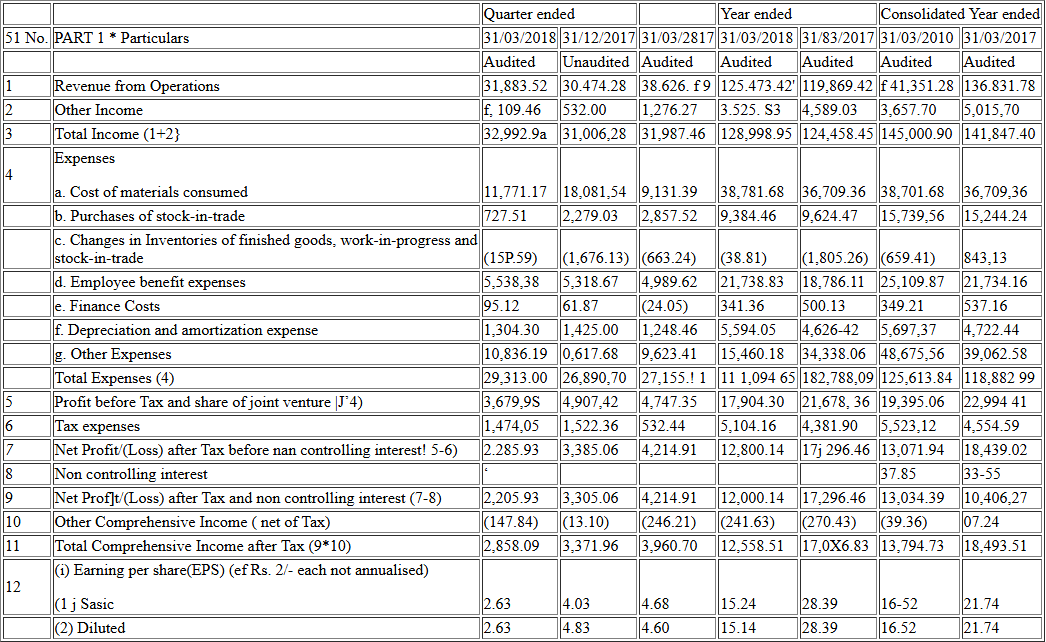 Quarter ended Year ended Consolidated Year ended
51 No. PART 1 * Particulars 31/03/2018 31/12/2017 31/03/2817 31/03/2018 31/83/2017 31/03/2010 31/03/2017
Audited Unaudited Audited Audited Audited Audited Audited
1 Revenue from Operations 31,883.52 30.474.28 38.626. f 9 125.473.42' 119,869.42 f 41,351.28 136.831.78
2 Other Income f, 109.46 532.00 1,276.27 3.525. S3 4,589.03 3,657.70 5,015,70
3 Total Income (1+2} 32,992.9a 31,006,28 31,987.46 128,998.95 124,458.45 145,000.90 141,847.40
Expenses
4
a. Cost of materials consumed 11,771.17 18,081,54 9,131.39 38,781.68 36,709.36 38,701.68 36,709,36
b. Purchases of stock-in-trade 727.51 2,279.03 2,857.52 9,384.46 9,624.47 15,739,56 15,244.24
c. Changes in Inventories of finished goods, work-in-progress and
stock-in-trade (15P.59) (1,676.13) (663.24) (38.81) (1,805.26) (659.41) 843,13
d. Employee benefit expenses 5,538,38 5,318.67 4,989.62 21,738.83 18,786.11 25,109.87 21,734.16
e. Finance Costs 95.12 61.87 (24.05) 341.36 500.13 349.21 537.16
f. Depreciation and amortization expense 1,304.30 1,425.00 1,248.46 5,594.05 4,626-42 5,697,37 4,722.44
g. Other Expenses 10,836.19 0,617.68 9,623.41 15,460.18 34,338.06 48,675,56 39,062.58
Total Expenses (4) 29,313.00 26,890,70 27,155.! 1 11 1,094 65 182,788,09 125,613.84 118,882 99
5 Profit before Tax and share of joint venture |J’4) 3,679,9S 4,907,42 4,747.35 17,904.30 21,678, 36 19,395.06 22,994 41
6 Tax expenses 1,474,05 1,522.36 532.44 5,104.16 4,381.90 5,523,12 4,554.59
7 Net Profit/(Loss) after Tax before nan controlling interest! 5-6) 2.285.93 3,385.06 4,214.91 12,800.14 17j 296.46 13,071.94 18,439.02
8 Non controlling interest ‘ 37.85 33-55
9 Net Prof]t/(Loss) after Tax and non controlling interest (7-8) 2,205.93 3,305.06 4,214.91 12,000.14 17,296.46 13,034.39 10,406,27
10 Other Comprehensive Income ( net of Tax) (147.84) (13.10) (246.21) (241.63) (270.43) (39.36) 07.24
11 Total Comprehensive Income after Tax (9*10) 2,858.09 3,371.96 3,960.70 12,558.51 17,0X6.83 13,794.73 18,493.51
(i) Earning per share(EPS) (ef Rs. 2/- each not annualised)
12
(1 j Sasic 2.63 4.03 4.68 15.24 28.39 16-52 21.74
(2) Diluted 2.63 4.83 4.60 15.14 28.39 16.52 21.74